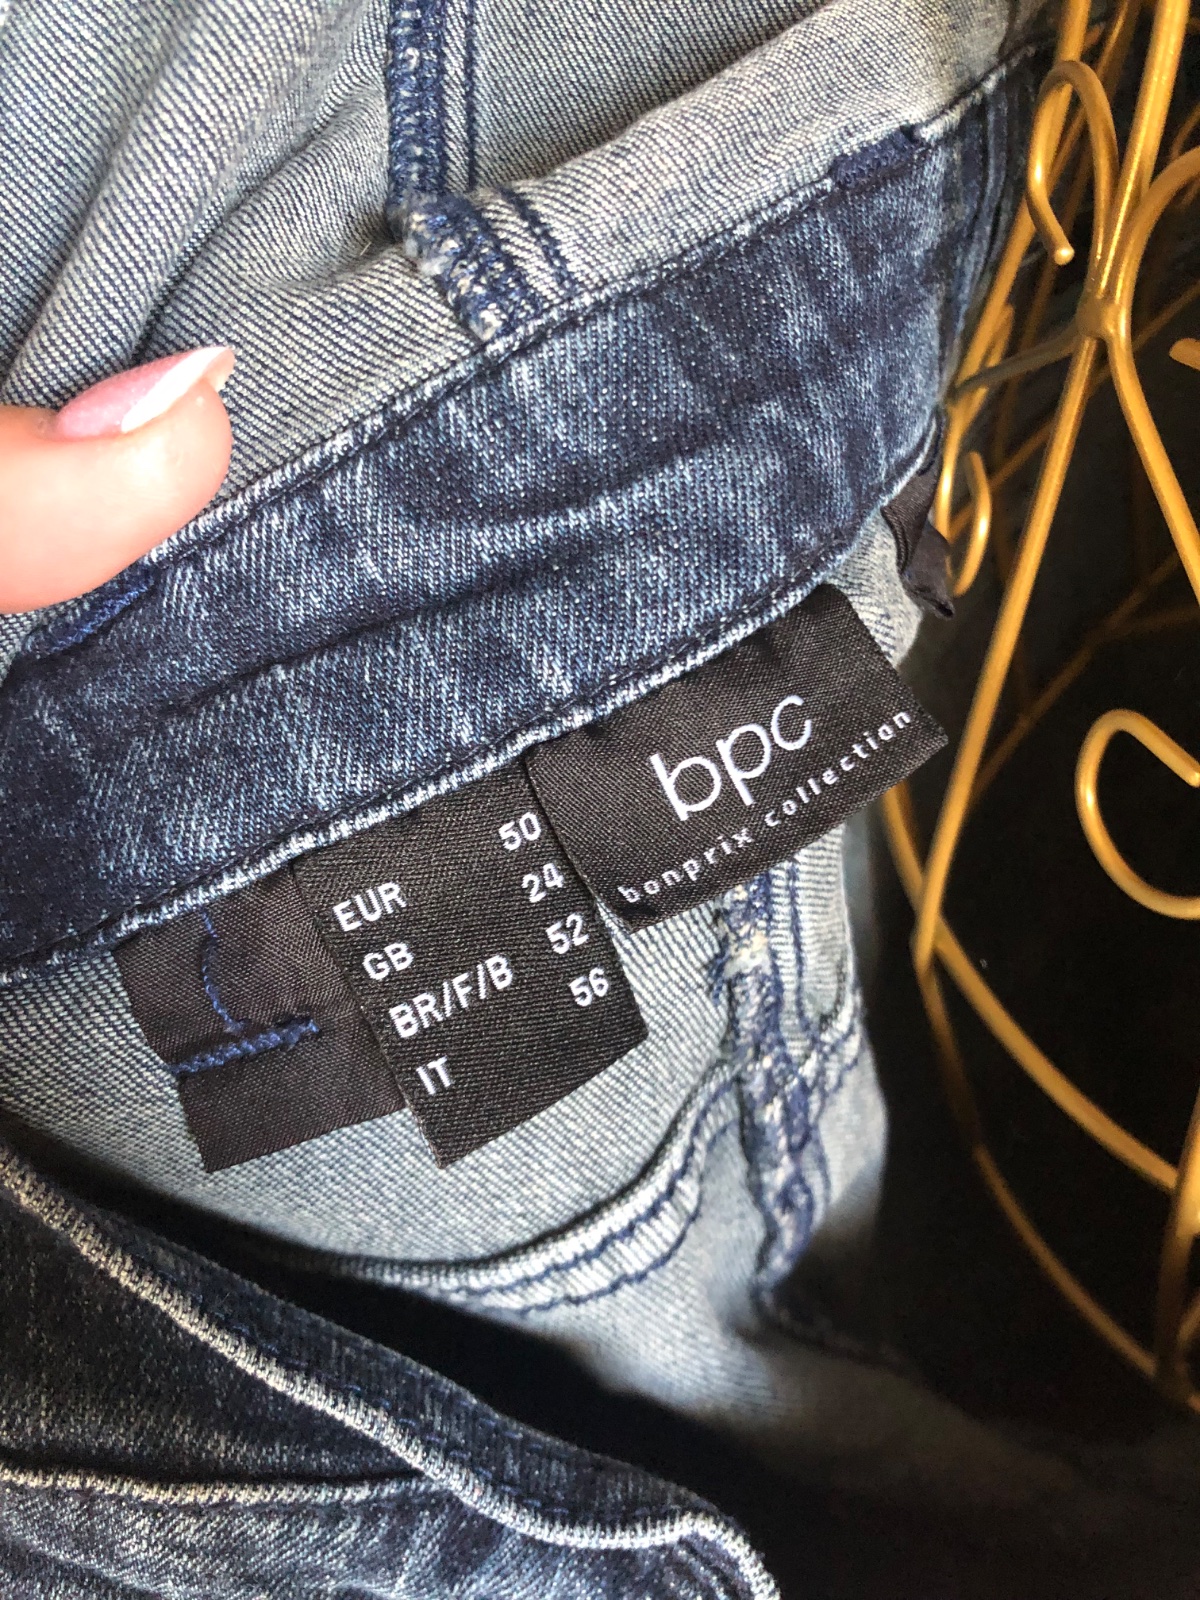 bpc
bonprix collection
EUR 50
GB 24
BR/F/B 52
IT 56